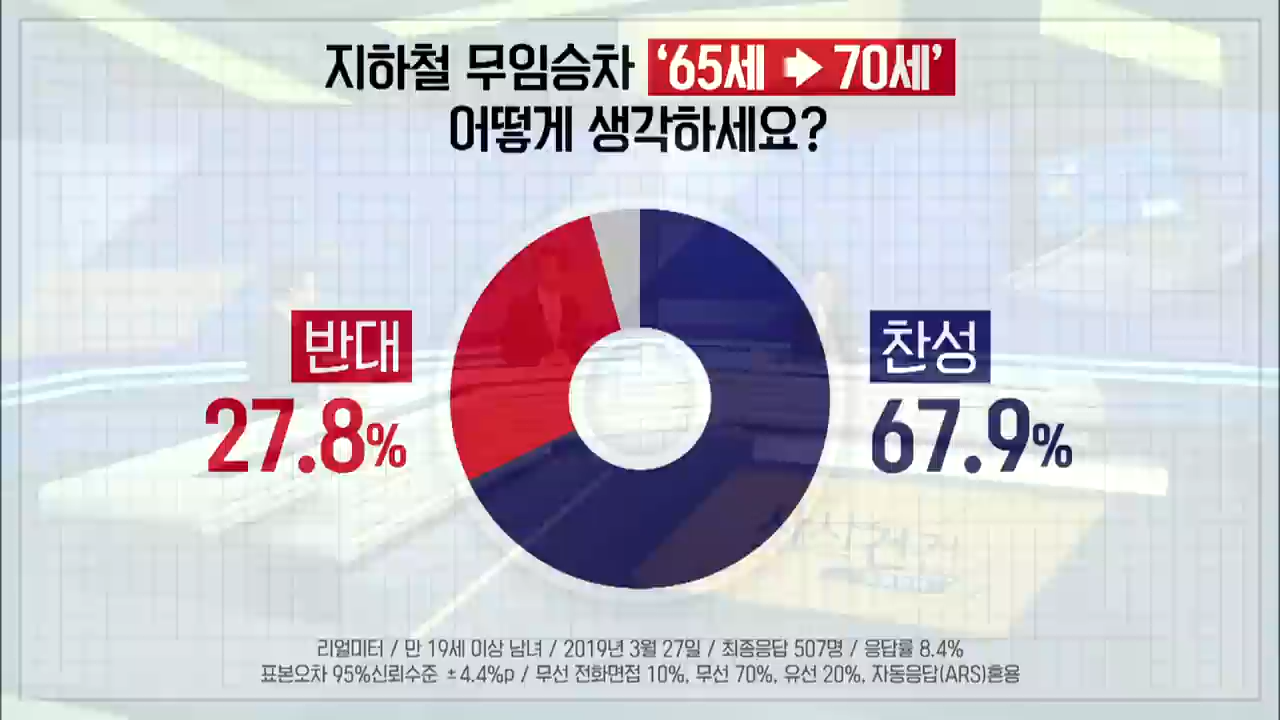 지하철 무임승차 ‘65세 ➡ 70세’
어떻게 생각하세요?
반대
27.8%
찬성
67.9%
리얼미터 / 만 19세 이상 남녀 / 2019년 3월 27일 / 최종응답 507명 / 응답률 8.4%
표본오차 95%신뢰수준 ±4.4%p / 무선 전화면접 10%, 무선 70%, 유선 20%, 자동응답(ARS)혼용